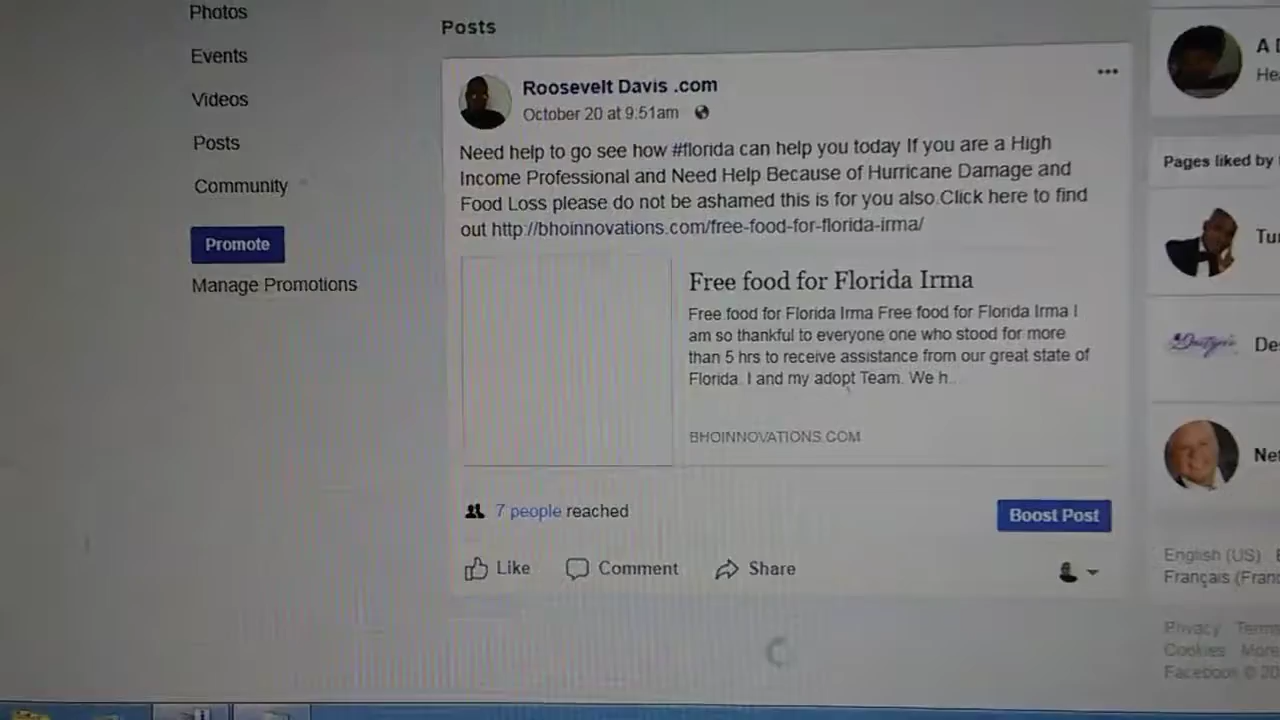 Photos
Events
Videos
Posts
Community
Promote
Manage Promotions
Posts
Roosevelt Davis .com
October 20 at 9:51am
Need help to go see how #florida can help you today If you are a High
Income Professional and Need Help Because of Hurricane Damage and
Food Loss please do not be ashamed this is for you also.Click here to find
out http://bhoinnovations.com/free-food-for-florida-irma/
Free food for Florida Irma
Free food for Florida Irma Free food for Florida Irma I
am so thankful to everyone one who stood for more
than 5 hrs to receive assistance from our great state of
Florida. I and my adopt Team. We h...
BHOINNOVATIONS.COM
7 people reached
Boost Post
Like Comment Share
A
Pages liked by
English (US)
Français
Privacy Terms
Cookies More
Facebook ©